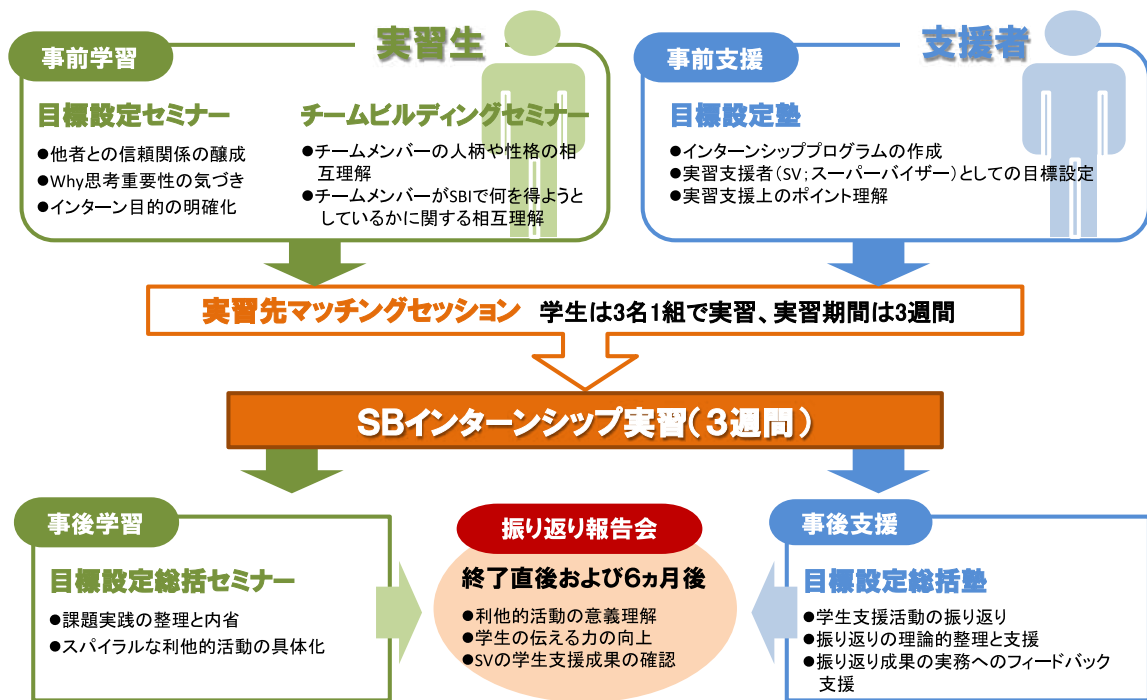 実習生
事前学習
目標設定セミナー
●他者との信頼関係の醸成
●Why思考重要性の気づき
●インターン目的の明確化
チームビルディングセミナー
●チームメンバーの人柄や性格の相
互理解
●チームメンバーがSBIで何を得ようと
しているかに関する相互理解
支援者
事前支援
目標設定塾
●インターンシッププログラムの作成
●実習支援者(SV;スーパーバイザー)としての目標設定
●実習支援上のポイント理解
実習先マッチングセッション 学生は3名1組で実習、実習期間は3週間
SBインターンシップ実習(3週間)
事後学習
目標設定総括セミナー
●課題実践の整理と内省
●スパイラルな利他的活動の具体化
振り返り報告会
終了直後および6ヵ月後
●利他的活動の意義理解
●学生の伝える力の向上
●SVの学生支援成果の確認
事後支援
目標設定総括塾
●学生支援活動の振り返り
●振り返りの理論的整理と支援
●振り返り成果の実務へのフィードバック
支援